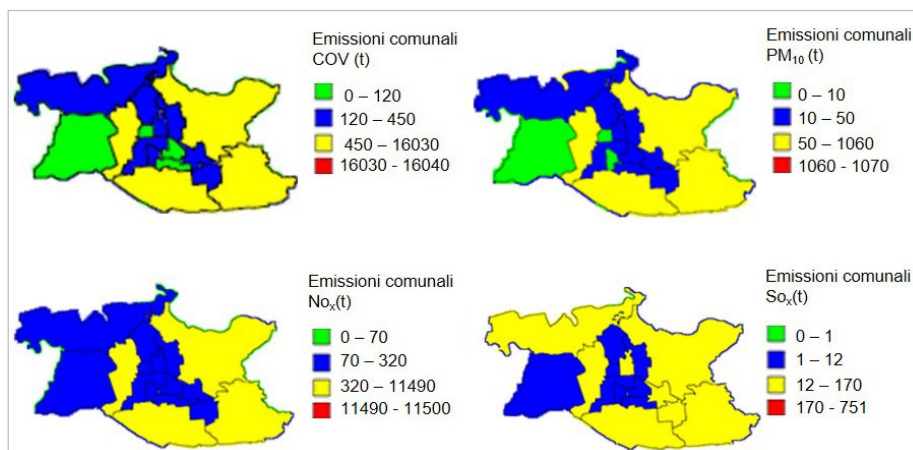 Emissioni comunali
COV (t)
0 – 120
120 – 450
450 – 16030
16030 - 16040
Emissioni comunali
PM10 (t)
0 – 10
10 – 50
50 – 1060
1060 - 1070
Emissioni comunali
Nox(t)
0 – 70
70 – 320
320 – 11490
11490 - 11500
Emissioni comunali
Sox(t)
0 – 1
1 – 12
12 – 170
170 - 751